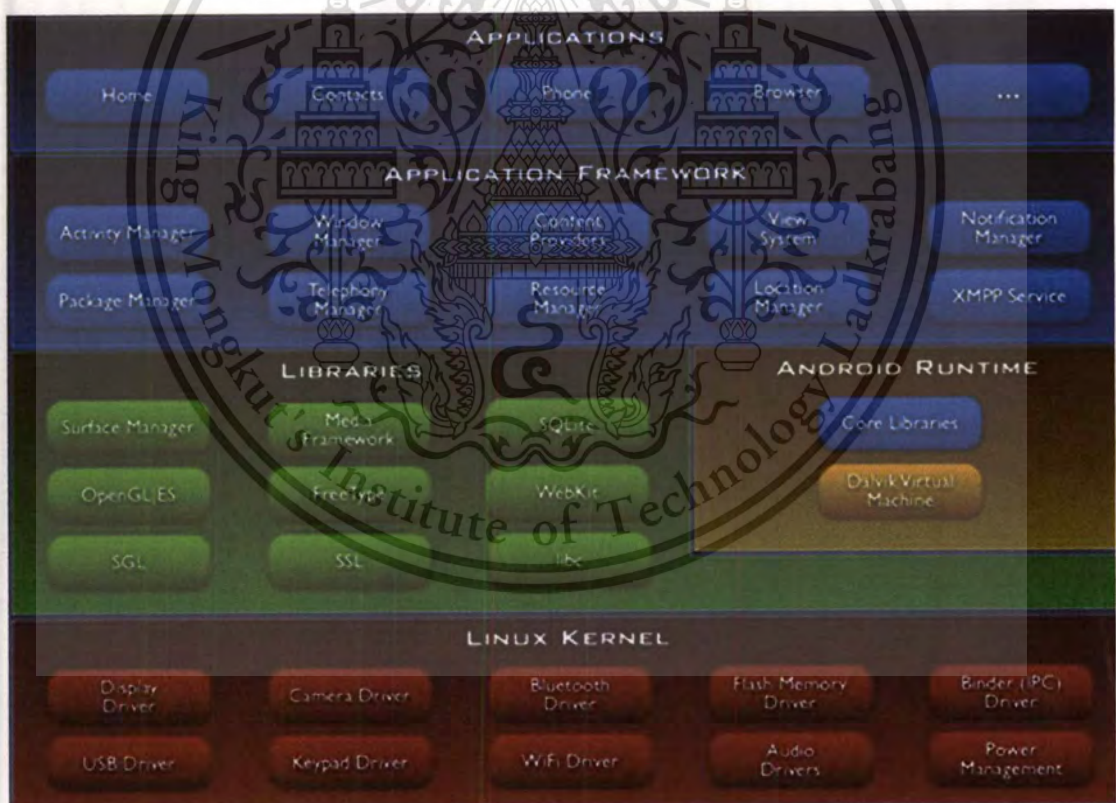 APPLICATIONS
Home
Contacts
Phone
Browser
...
APPLICATION FRAMEWORK
Activity Manager
Window
Manager
Content
Providers
View
System
Notification
Manager
Package Manager
Telephony
Manager
Resource
Manager
Location
Manager
XMPP Service
LIBRARIES
Surface Manager
Media
Framework
SQLite
OpenGL|ES
FreeType
WebKit
SGL
SSL
libc
ANDROID RUNTIME
Core Libraries
Dalvik Virtual
Machine
LINUX KERNEL
Display
Driver
Camera Driver
Bluetooth
Driver
Flash Memory
Driver
Binder (IPC)
Driver
USB Driver
Keypad Driver
WiFi Driver
Audio
Drivers
Power
Management
King Mongkut's Institute of Technology Ladkrabang